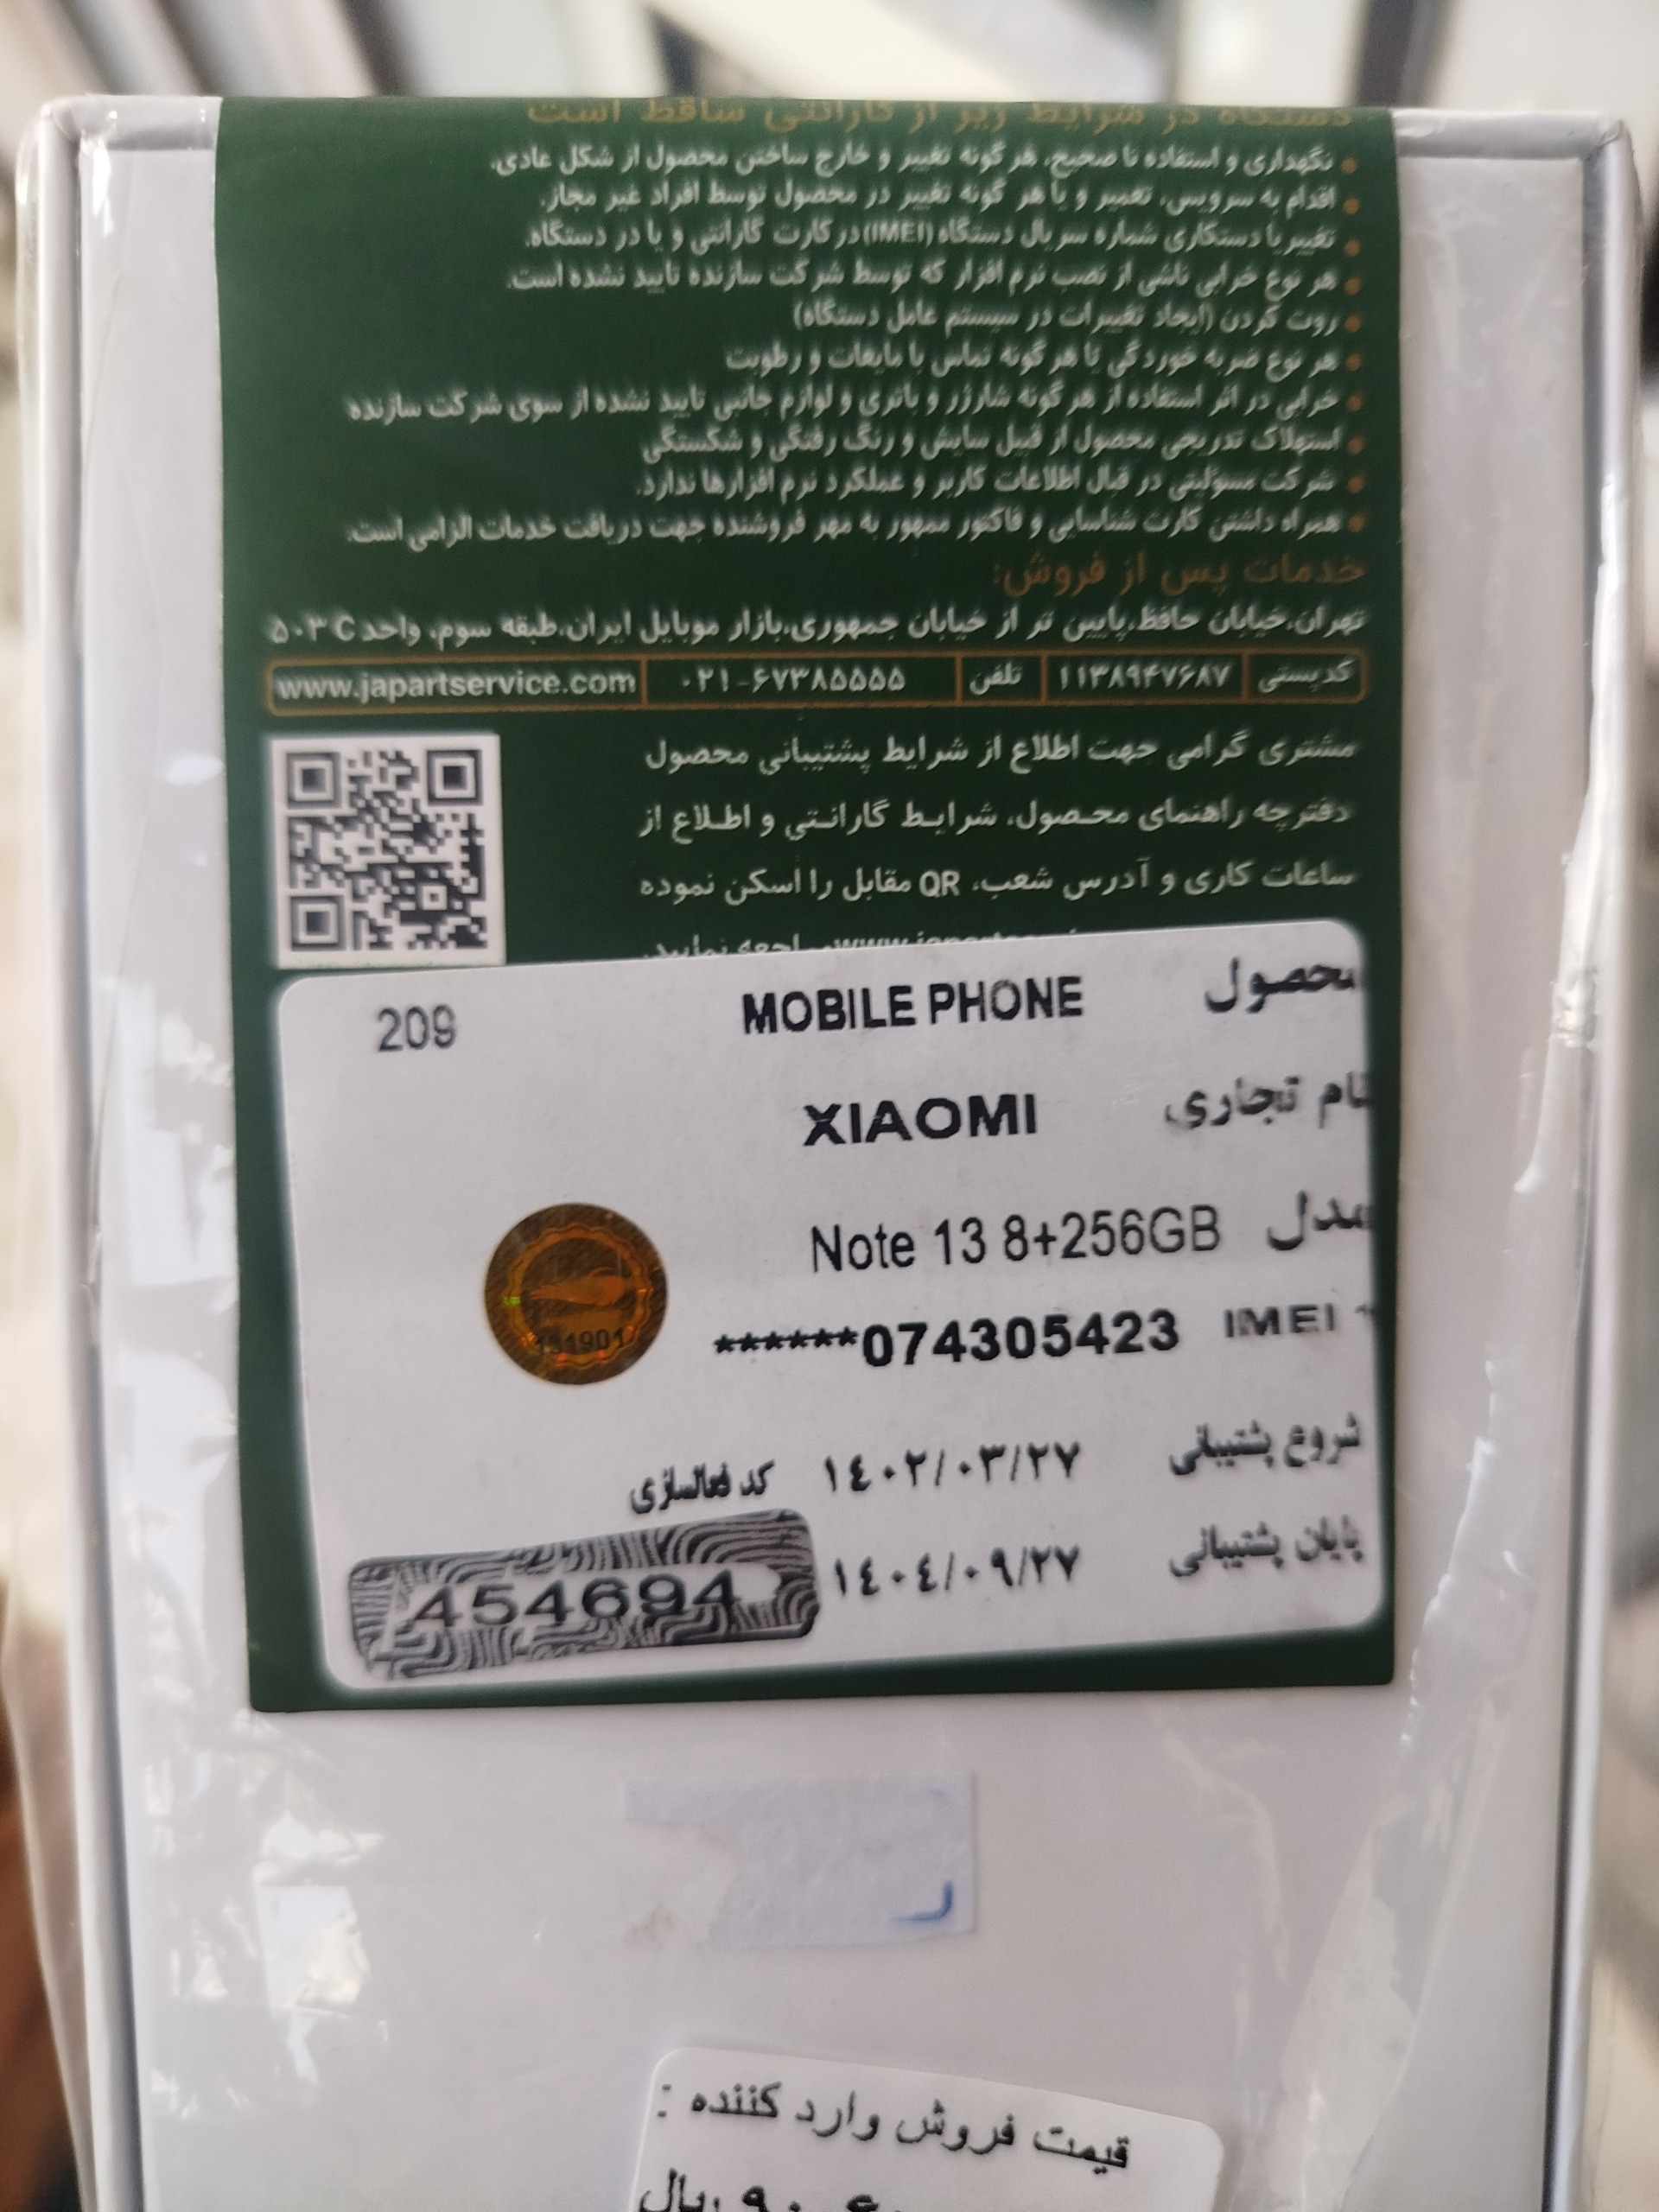 دستگاه در شرایط زیر از گارانتی ساقط است
• نگهداری و استفاده نا صحیح، هر گونه تغییر و خارج ساختن محصول از شکل عادی.
• اقدام به سرویس، تعمیر و یا هر گونه تغییر در محصول توسط افراد غیر مجاز.
• تغییر یا دستکاری شماره سریال دستگاه (IMEI) در کارت گارانتی و یا در دستگاه.
• هر نوع خرابی ناشی از نصب نرم افزار که توسط شرکت سازنده تایید نشده است.
• روت کردن (ایجاد تغییرات در سیستم عامل دستگاه)
• هر نوع ضربه خوردگی یا هر گونه تماس با مایعات و رطوبت
• خرابی در اثر استفاده از هر گونه شارژر و باتری و لوازم جانبی تایید نشده از سوی شرکت سازنده
• استهلاک تدریجی محصول از قبیل سایش و رنگ رفتگی و شکستگی
• شرکت مسؤلیتی در قبال اطلاعات کاربر و عملکرد نرم افزارها ندارد.
• همراه داشتن کارت شناسایی و فاکتور ممهور به مهر فروشنده جهت دریافت خدمات الزامی است.
خدمات پس از فروش:
تهران،خیابان حافظ،پایین تر از خیابان جمهوری،بازار موبایل ایران،طبقه سوم، واحد ۵۰۳C
کدپستی ۱۱۳۸۹۴۷۶۸۷ تلفن ۰۲۱-۶۷۳۸۵۵۵۵ www.japartservice.com
مشتری گرامی جهت اطلاع از شرایط پشتیبانی محصول
دفترچه راهنمای محصول، شرایط گارانتی و اطلاع از
ساعات کاری و آدرس شعب، QR مقابل را اسکن نموده
محصول MOBILE PHONE 209
نام تجاری XIAOMI
مدل Note 13 8+256GB
IMEI ۱ ******074305423
شروع پشتیبانی ۱٤۰۲/۰۳/۲۷ کد فعالسازی
پایان پشتیبانی ۱٤۰٤/۰۹/۲۷
454694
قیمت فروش وارد کننده :
ریال